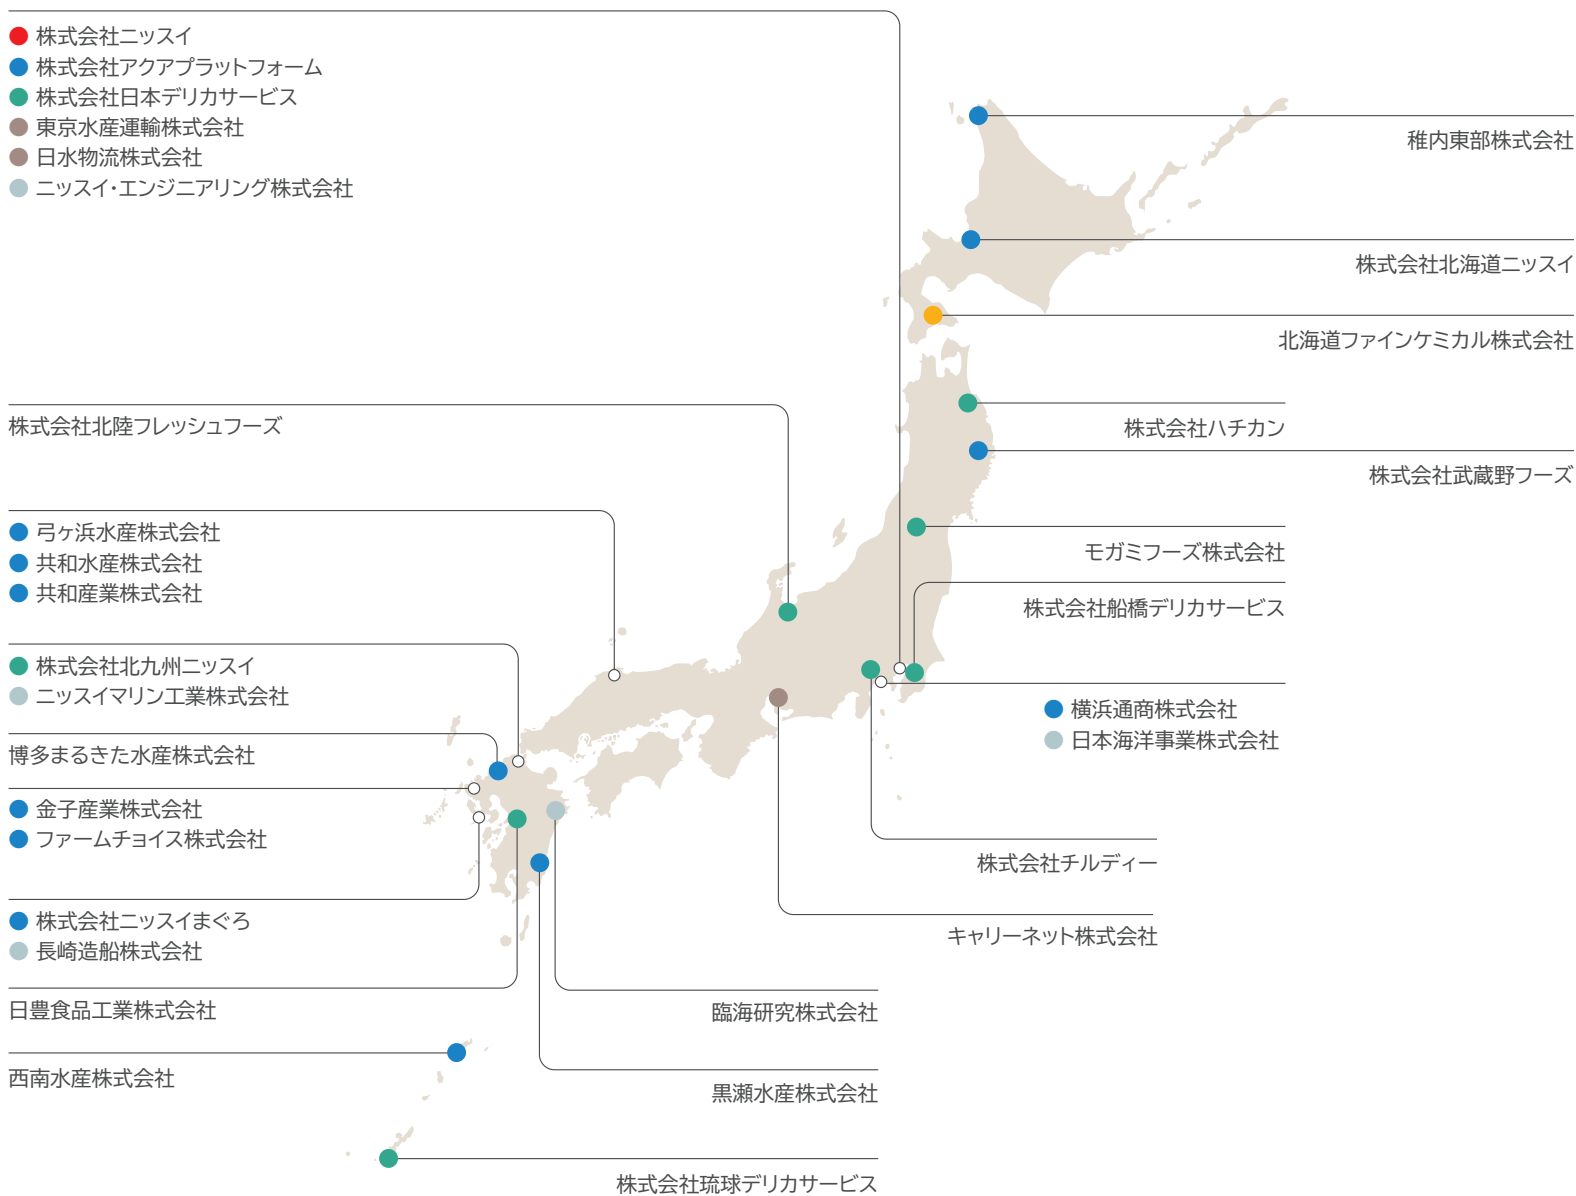 株式会社ニッスイ
株式会社アクアプラットフォーム
株式会社日本デリカサービス
東京水産運輸株式会社
日水物流株式会社
ニッスイ・エンジニアリング株式会社
稚内東部株式会社
株式会社北海道ニッスイ
北海道ファインケミカル株式会社
株式会社ハチカン
株式会社武蔵野フーズ
モガミフーズ株式会社
株式会社船橋デリカサービス
横浜通商株式会社
日本海洋事業株式会社
株式会社チルディー
キャリーネット株式会社
株式会社北陸フレッシュフーズ
弓ヶ浜水産株式会社
共和水産株式会社
共和産業株式会社
株式会社北九州ニッスイ
ニッスイマリン工業株式会社
博多まるきた水産株式会社
金子産業株式会社
ファームチョイス株式会社
株式会社ニッスイまぐろ
長崎造船株式会社
日豊食品工業株式会社
西南水産株式会社
臨海研究株式会社
黒瀬水産株式会社
株式会社琉球デリカサービス